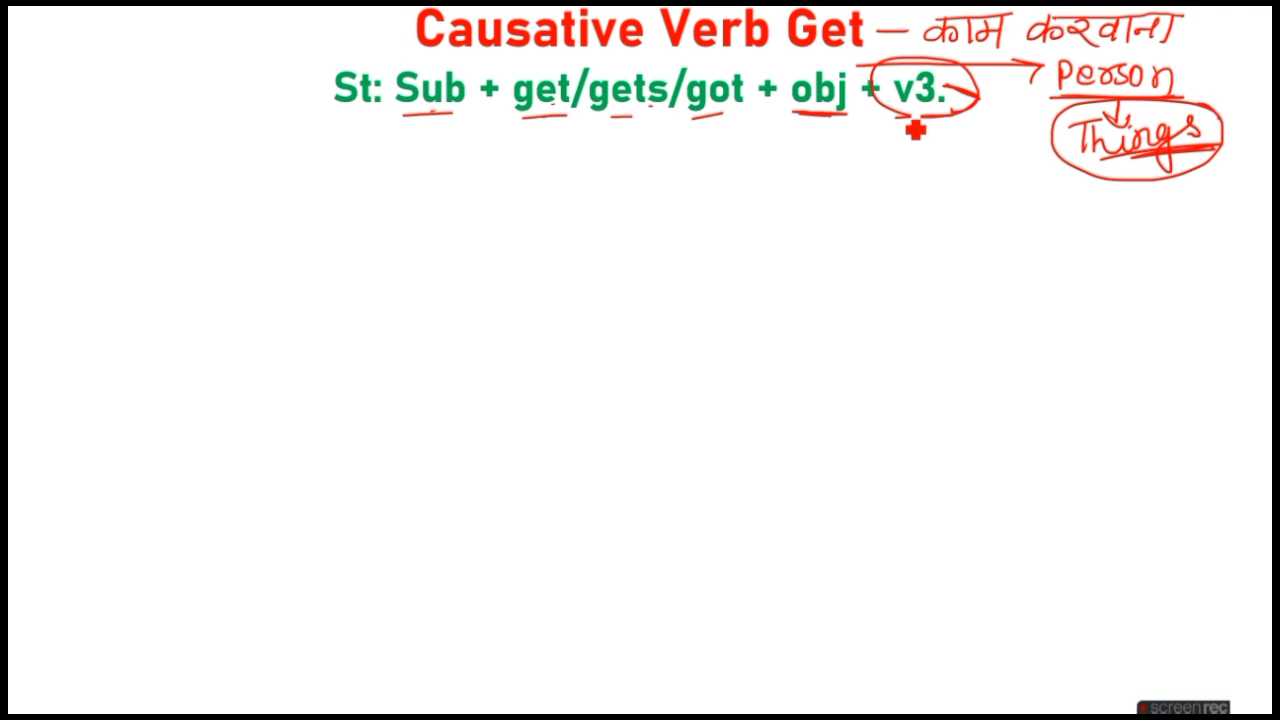 Causative Verb Get – काम करवाना
St: Sub + get/gets/got + obj + v3.
Person
Things
screenrec